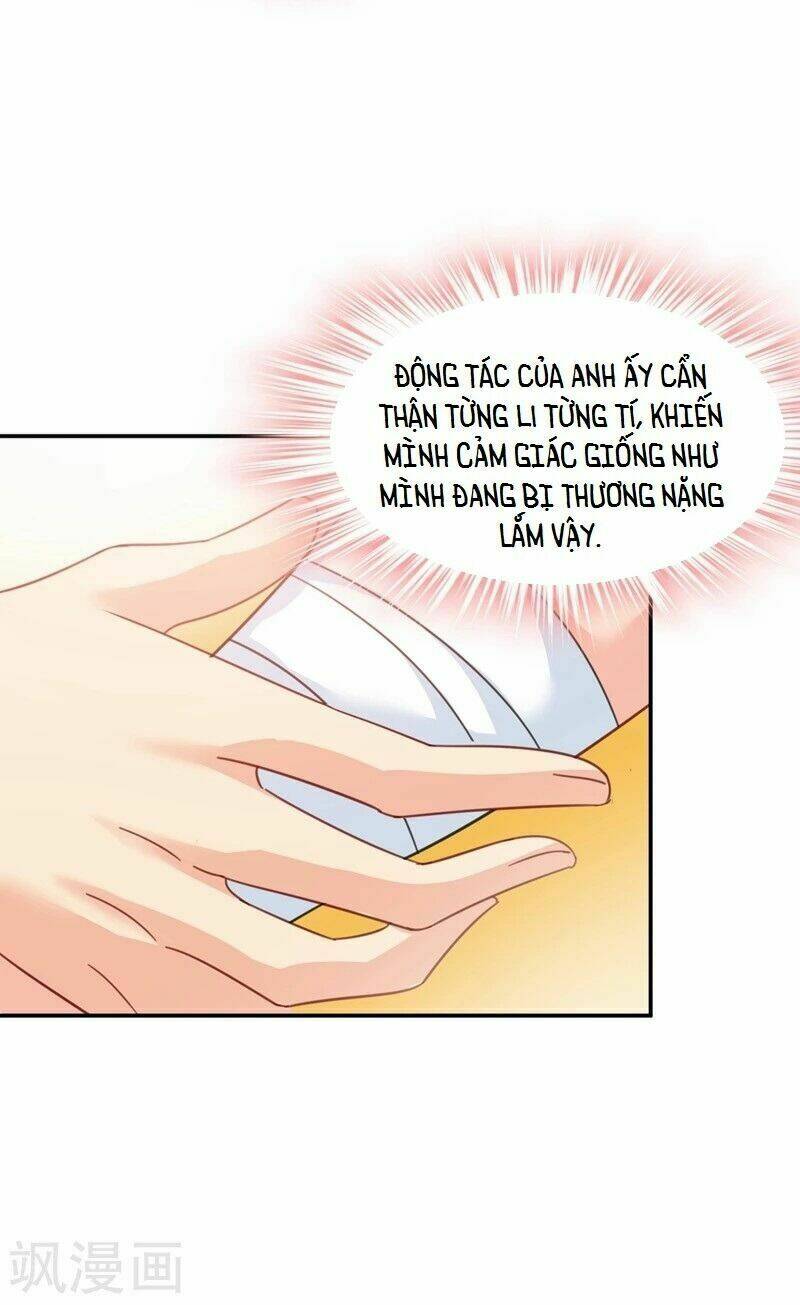 ĐỘNG TÁC CỦA ANH ẤY CẨN
THẬN TỪNG LI TỪNG TÍ, KHIẾN
MÌNH CẢM GIÁC GIỐNG NHƯ
MÌNH ĐANG BỊ THƯƠNG NẶNG
LẮM VẬY.
飒漫画